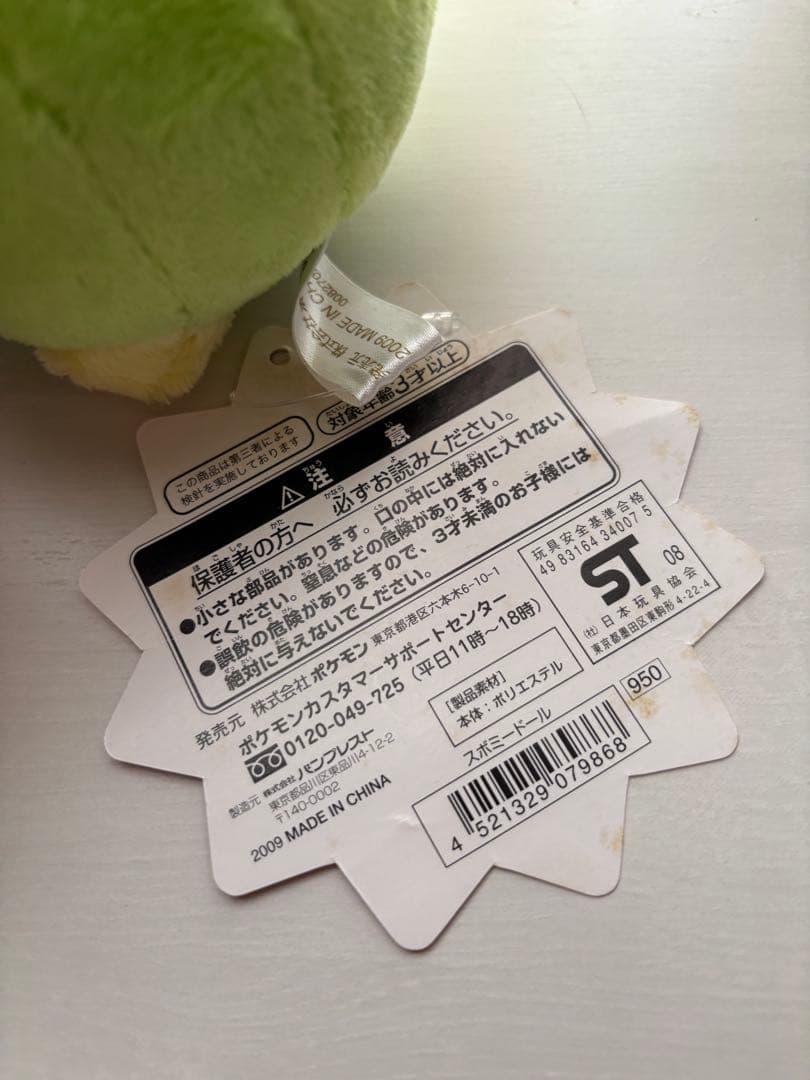 発売元 株式会社
2009 MADE IN CH
008270
この商品は第三者による
検針を実施しております
対象年齢3才以上
注意
保護者の方へ 必ずお読みください。
●小さな部品があります。口の中には絶対に入れない
でください。窒息などの危険があります。
●誤飲の危険がありますので、3才未満のお子様には
絶対に与えないでください。
発売元 株式会社 ポケモン 東京都港区六本木6-10-1
ポケモンカスタマーサポートセンター
0120-049-725 (平日11時〜18時)
製造元 株式会社 バンプレスト
東京都品川区東品川4-12-2
〒140-0002
2009 MADE IN CHINA
玩具安全基準合格
49 83164 34007 5
ST 08
(社)日本玩具協会
東京都墨田区東駒形4-22-4
[製品素材]
本体:ポリエステル
スボミードール
950
4 521329 079868